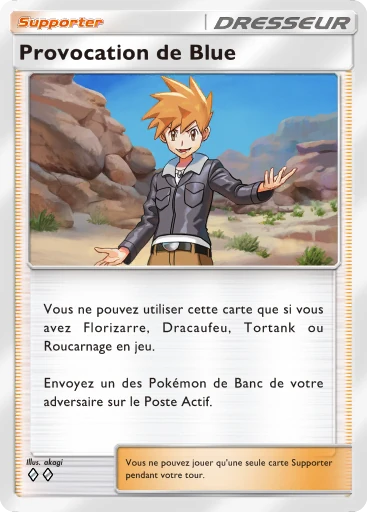 Supporter
DRESSEUR
Provocation de Blue
Vous ne pouvez utiliser cette carte que si vous
avez Florizarre, Dracaufeu, Tortank ou
Roucarnage en jeu.
Envoyez un des Pokémon de Banc de votre
adversaire sur le Poste Actif.
Illus. akagi
Vous ne pouvez jouer qu'une seule carte Supporter
pendant votre tour.